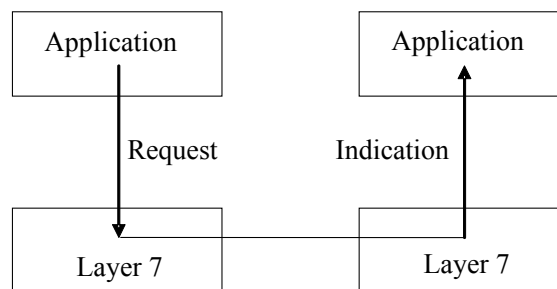 Application Application
Request Indication
Layer 7 Layer 7